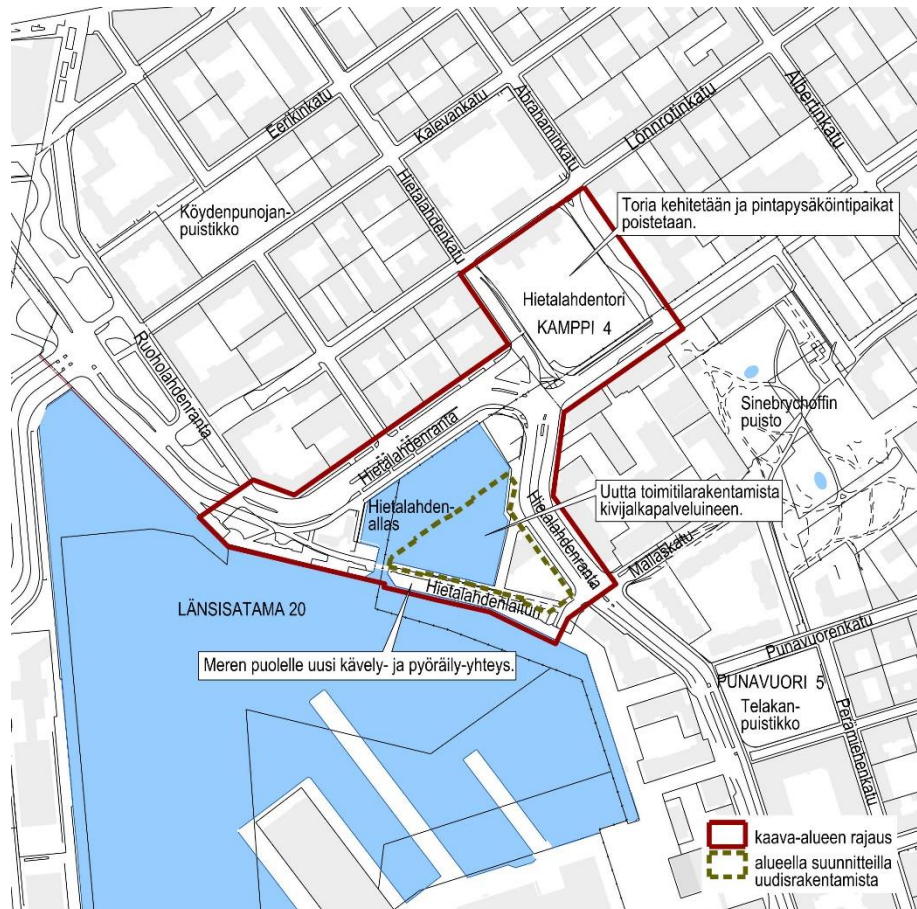 Eerikinkatu
Kalevankatu
Abrahaminkatu
Lönnrotinkatu
Albertinkatu
Hietalahdenkatu
Köydenpunojan-
puistikko
Toria kehitetään ja pintapysäköintipaikat
poistetaan.
Hietalahdentori
KAMPPI 4
Ruoholahdenranta
Hietalahdenranta
Sinebrychoffin
puisto
Uutta toimitilarakentamista
kivijalkapalveluineen.
Hietalahden-
allas
Hietalahdenranta
Mallaskatu
Hietalahdenlaituri
LÄNSISATAMA 20
Meren puolelle uusi kävely- ja pyöräily-yhteys.
Punavuorenkatu
PUNAVUORI 5
Telakan-
puistikko
Perämiehenkatu
kaava-alueen rajaus
alueella suunnitteilla
uudisrakentamista